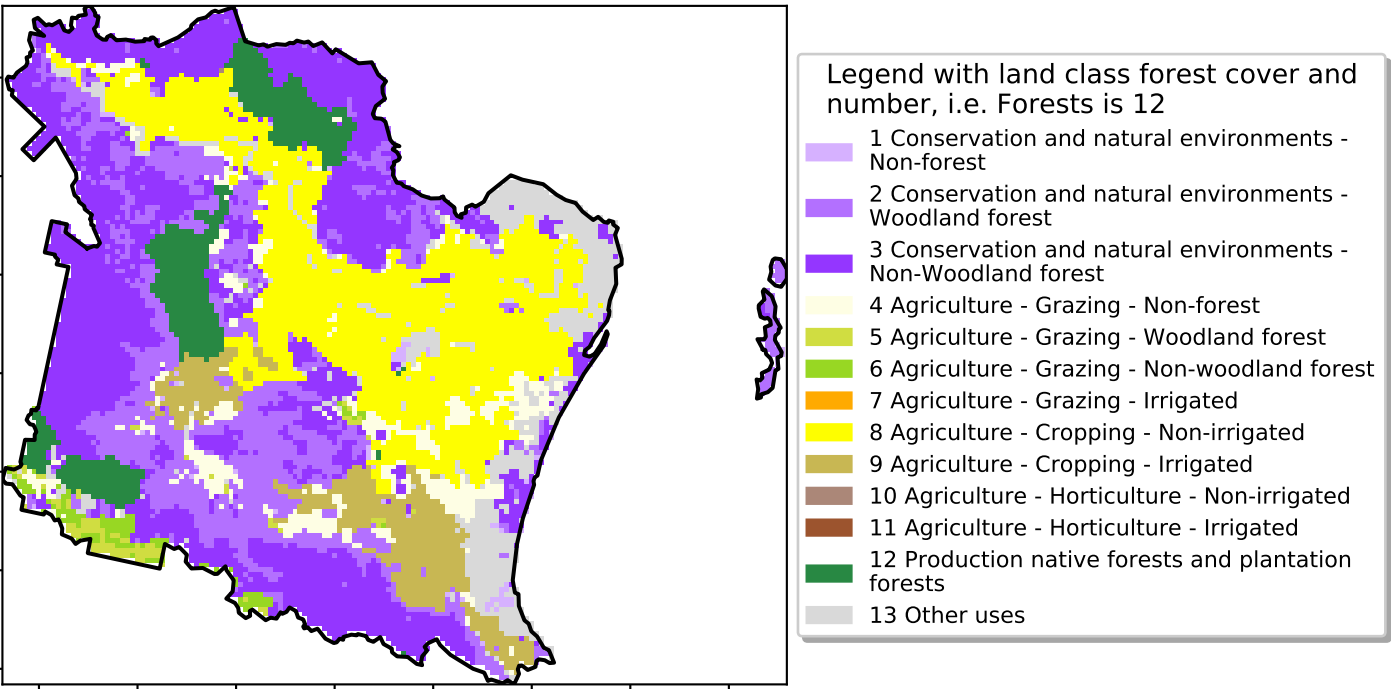 Legend with land class forest cover and
number, i.e. Forests is 12
1 Conservation and natural environments -
Non-forest
2 Conservation and natural environments -
Woodland forest
3 Conservation and natural environments -
Non-Woodland forest
4 Agriculture - Grazing - Non-forest
5 Agriculture - Grazing - Woodland forest
6 Agriculture - Grazing - Non-woodland forest
7 Agriculture - Grazing - Irrigated
8 Agriculture - Cropping - Non-irrigated
9 Agriculture - Cropping - Irrigated
10 Agriculture - Horticulture - Non-irrigated
11 Agriculture - Horticulture - Irrigated
12 Production native forests and plantation
forests
13 Other uses